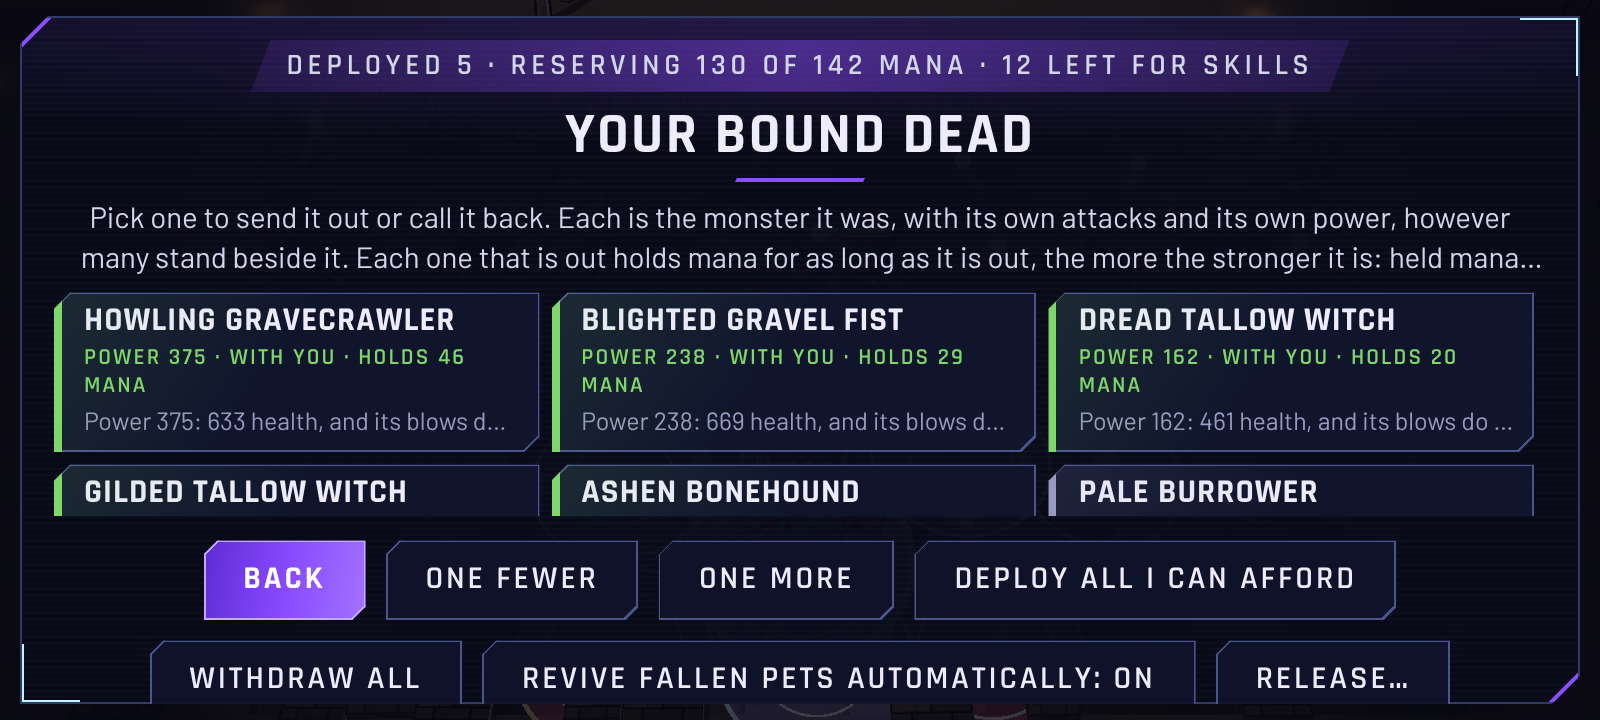 DEPLOYED 5 · RESERVING 130 OF 142 MANA · 12 LEFT FOR SKILLS
YOUR BOUND DEAD
Pick one to send it out or call it back. Each is the monster it was, with its own attacks and its own power, however
many stand beside it. Each one that is out holds mana for as long as it is out, the more the stronger it is: held mana...
HOWLING GRAVECRAWLER
POWER 375 · WITH YOU · HOLDS 46
MANA
Power 375: 633 health, and its blows d...
BLIGHTED GRAVEL FIST
POWER 238 · WITH YOU · HOLDS 29
MANA
Power 238: 669 health, and its blows d...
DREAD TALLOW WITCH
POWER 162 · WITH YOU · HOLDS 20
MANA
Power 162: 461 health, and its blows do ...
GILDED TALLOW WITCH
ASHEN BONEHOUND
PALE BURROWER
BACK
ONE FEWER
ONE MORE
DEPLOY ALL I CAN AFFORD
WITHDRAW ALL
REVIVE FALLEN PETS AUTOMATICALLY: ON
RELEASE...